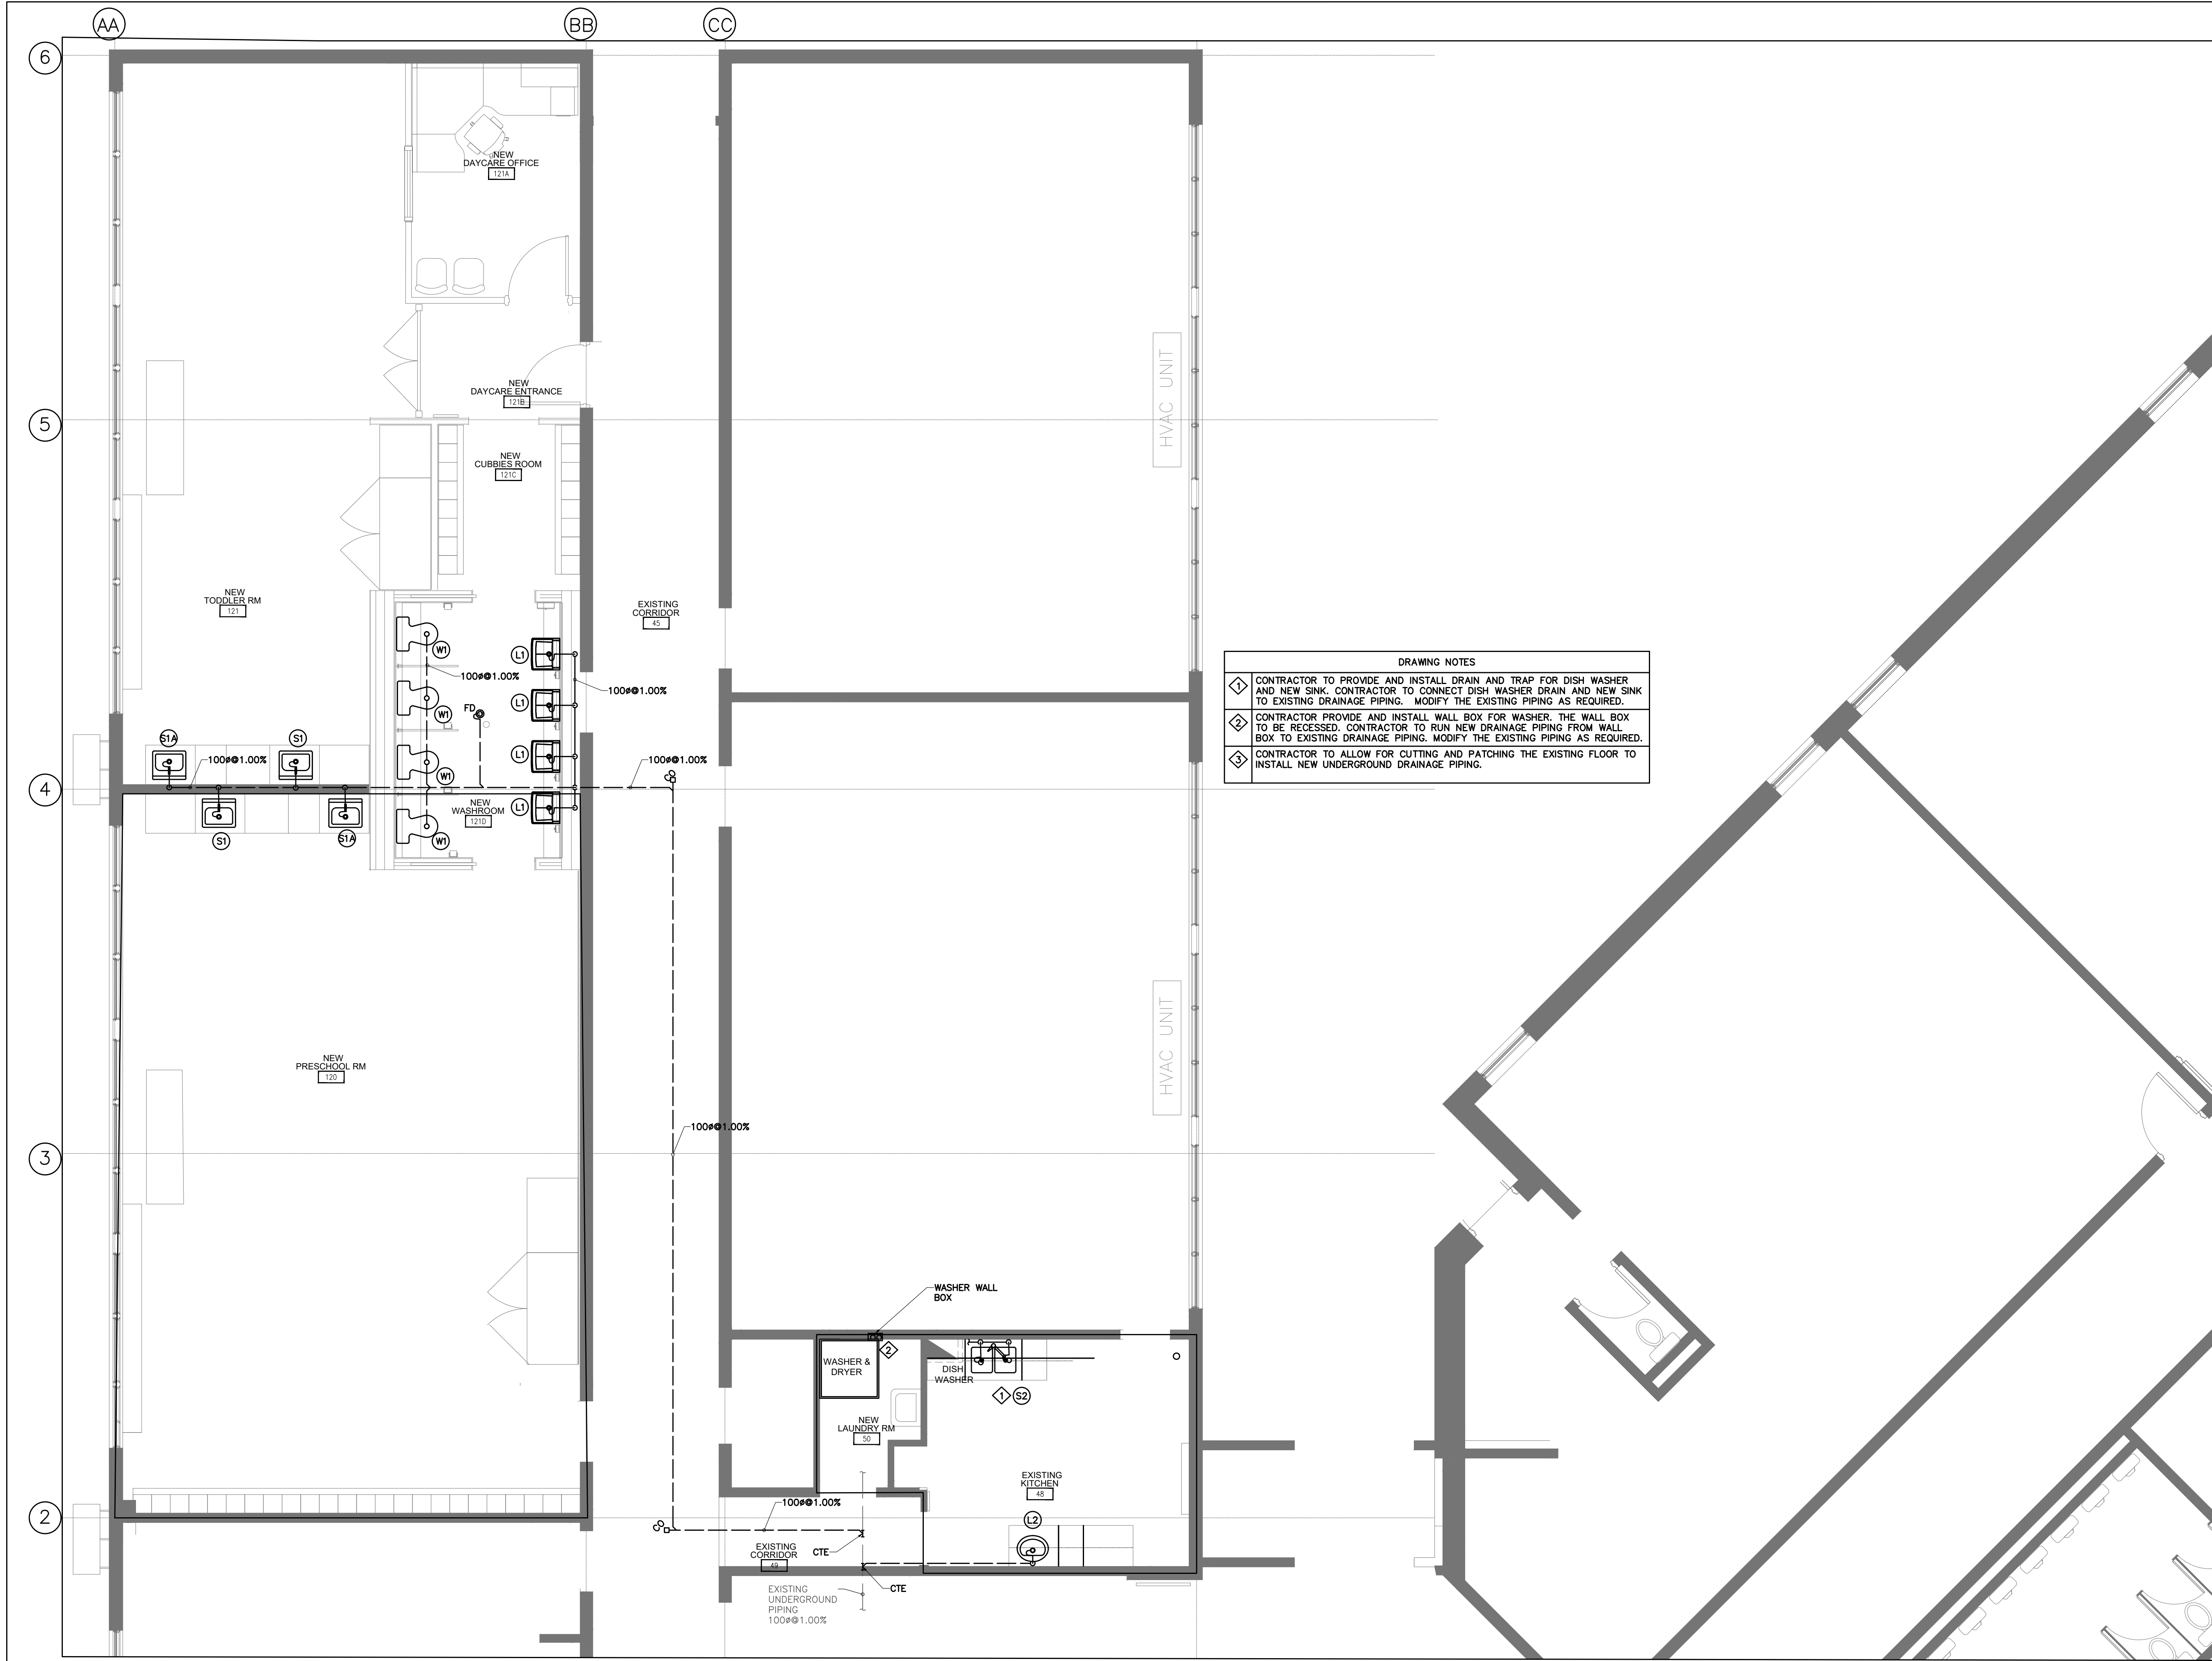 AA
BB
CC
6
NEW
DAYCARE OFFICE
121A
HVAC UNIT
NEW
DAYCARE ENTRANCE
121B
5
NEW
CUBBIES ROOM
121C
NEW
TODDLER RM
121
EXISTING
CORRIDOR
45
W1
L1
100ø@1.00%
100ø@1.00%
W1
FD
L1
S1A
S1
100ø@1.00%
W1
L1
100ø@1.00%
CO
4
NEW
WASHROOM
121D
L1
S1
S1A
W1
DRAWING NOTES
1
CONTRACTOR TO PROVIDE AND INSTALL DRAIN AND TRAP FOR DISH WASHER
AND NEW SINK. CONTRACTOR TO CONNECT DISH WASHER DRAIN AND NEW SINK
TO EXISTING DRAINAGE PIPING. MODIFY THE EXISTING PIPING AS REQUIRED.
2
CONTRACTOR PROVIDE AND INSTALL WALL BOX FOR WASHER. THE WALL BOX
TO BE RECESSED. CONTRACTOR TO RUN NEW DRAINAGE PIPING FROM WALL
BOX TO EXISTING DRAINAGE PIPING. MODIFY THE EXISTING PIPING AS REQUIRED.
3
CONTRACTOR TO ALLOW FOR CUTTING AND PATCHING THE EXISTING FLOOR TO
INSTALL NEW UNDERGROUND DRAINAGE PIPING.
NEW
PRESCHOOL RM
120
HVAC UNIT
100ø@1.00%
3
WASHER WALL
BOX
2
WASHER &
DRYER
DISH
WASHER
1
S2
NEW
LAUNDRY RM
50
EXISTING
KITCHEN
48
100ø@1.00%
2
CO
L2
EXISTING
CORRIDOR
49
CTE
CTE
EXISTING
UNDERGROUND
PIPING
100ø@1.00%